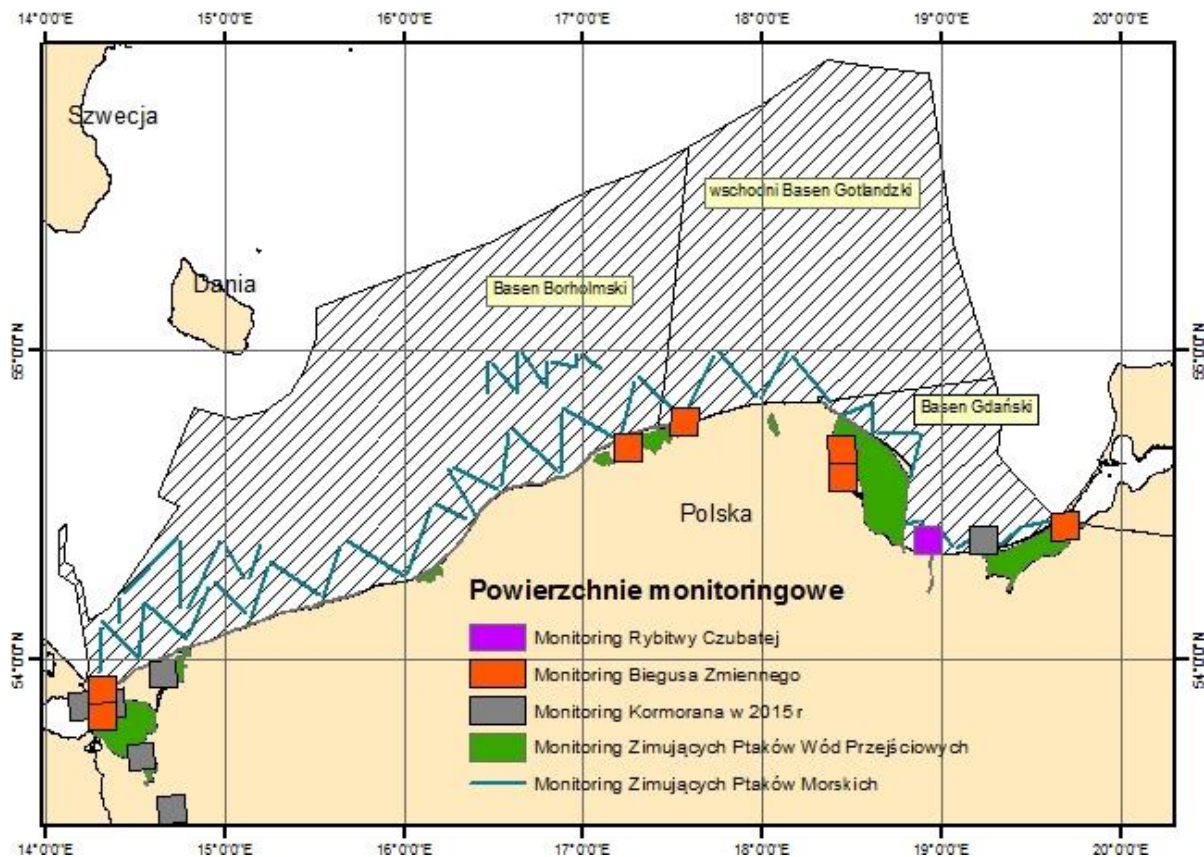 14°0'0"E 15°0'0"E 16°0'0"E 17°0'0"E 18°0'0"E 19°0'0"E 20°0'0"E
Szwecja
wschodni Basen Gotlandzki
Dania
Basen Borholmski
55°0'0"N 55°0'0"N
Basen Gdański
Polska
Powierzchnie monitoringowe
Monitoring Rybitwy Czubatej
54°0'0"N 54°0'0"N
Monitoring Biegusa Zmiennego
Monitoring Kormorana w 2015 r
Monitoring Zimujących Ptaków Wód Przejściowych
Monitoring Zimujących Ptaków Morskich
14°0'0"E 15°0'0"E 16°0'0"E 17°0'0"E 18°0'0"E 19°0'0"E 20°0'0"E